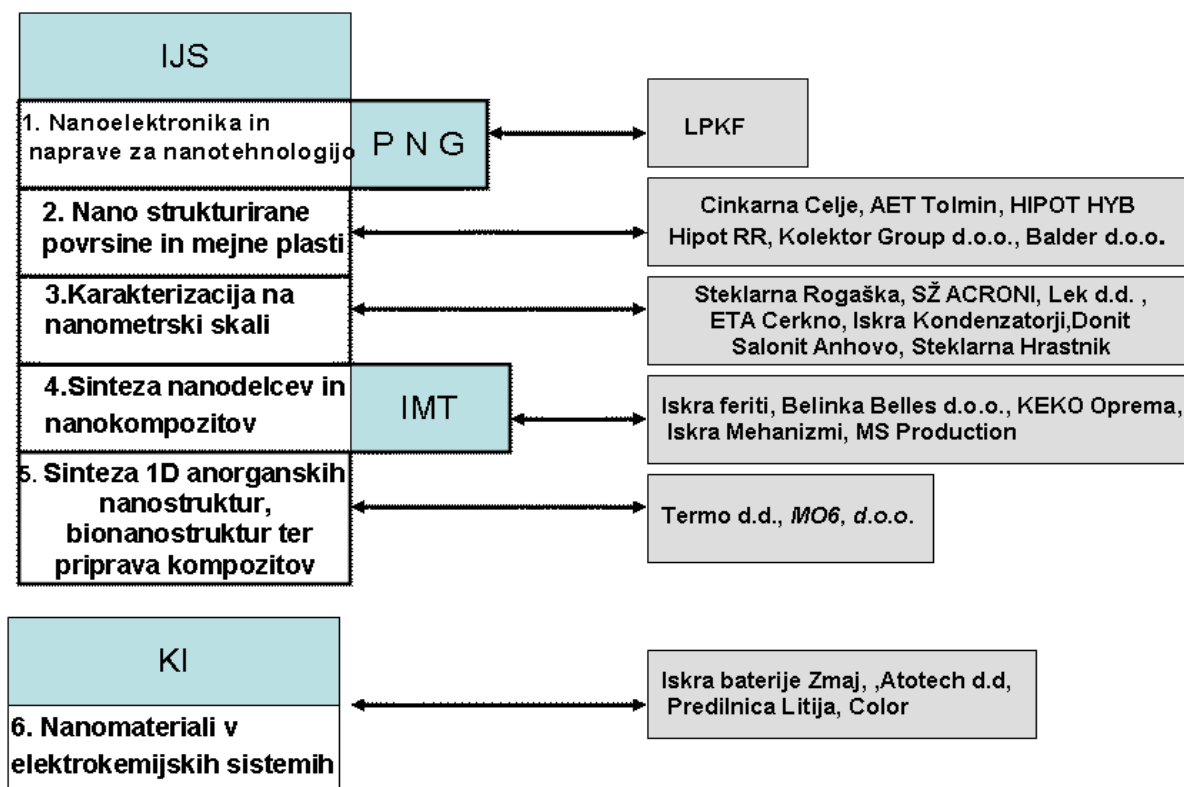 IJS
1. Nanoelektronika in
naprave za nanotehnologijo
P N G
LPKF
2. Nano strukturirane
povrsine in mejne plasti
Cinkarna Celje, AET Tolmin, HIPOT HYB
Hipot RR, Kolektor Group d.o.o., Balder d.o.o.
3.Karakterizacija na
nanometrski skali
Steklarna Rogaška, SŽ ACRONI, Lek d.d. ,
ETA Cerkno, Iskra Kondenzatorji,Donit
Salonit Anhovo, Steklarna Hrastnik
4.Sinteza nanodelcev in
nanokompozitov
IMT
Iskra feriti, Belinka Belles d.o.o., KEKO Oprema,
Iskra Mehanizmi, MS Production
5. Sinteza 1D anorganskih
nanostruktur,
bionanostruktur ter
priprava kompozitov
Termo d.d., MO6, d.o.o.
KI
6. Nanomateriali v
elektrokemijskih sistemih
Iskra baterije Zmaj, ,Atotech d.d,
Predilnica Litija, Color